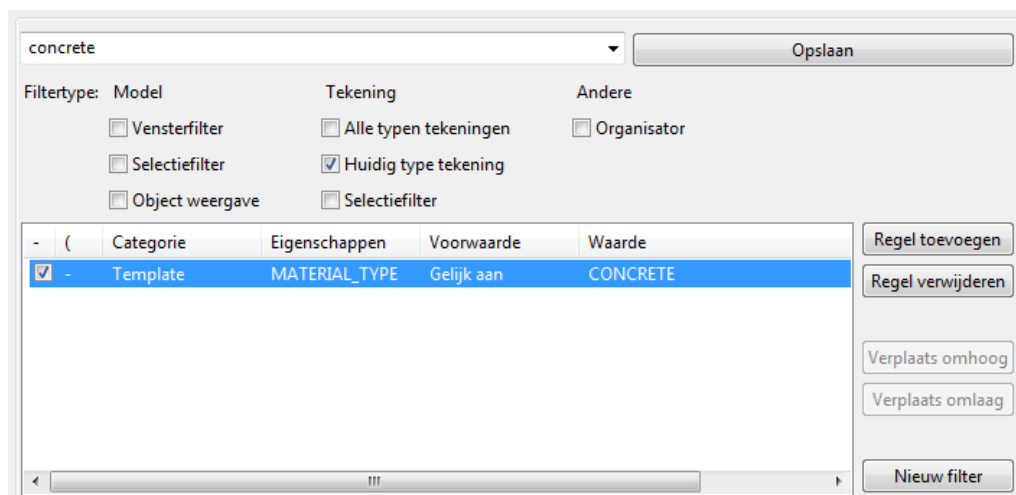 concrete
Opslaan
Filtertype: Model Tekening Andere
Vensterfilter Alle typen tekeningen Organisator
Selectiefilter Huidig type tekening
Object weergave Selectiefilter
- ( Categorie Eigenschappen Voorwaarde Waarde
Regel toevoegen
- Template MATERIAL_TYPE Gelijk aan CONCRETE
Regel verwijderen
Verplaats omhoog
Verplaats omlaag
Nieuw filter